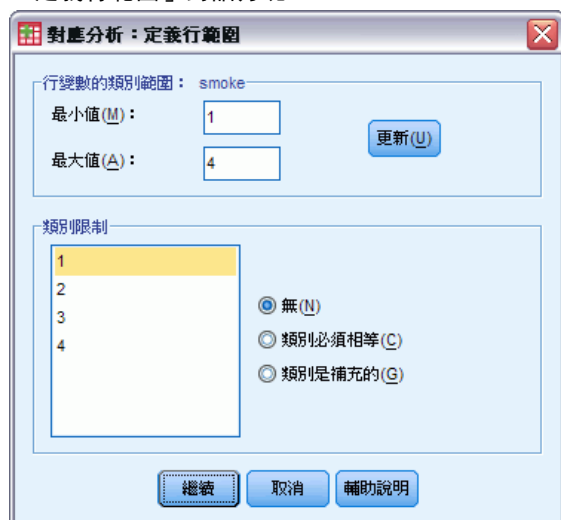 對應分析：定義行範圍
行變數的類別範圍： smoke
最小值(M)： 1
更新(U)
最大值(A)： 4
類別限制
1
2
3
4
無(N)
類別必須相等(C)
類別是補充的(G)
繼續 取消 輔助說明